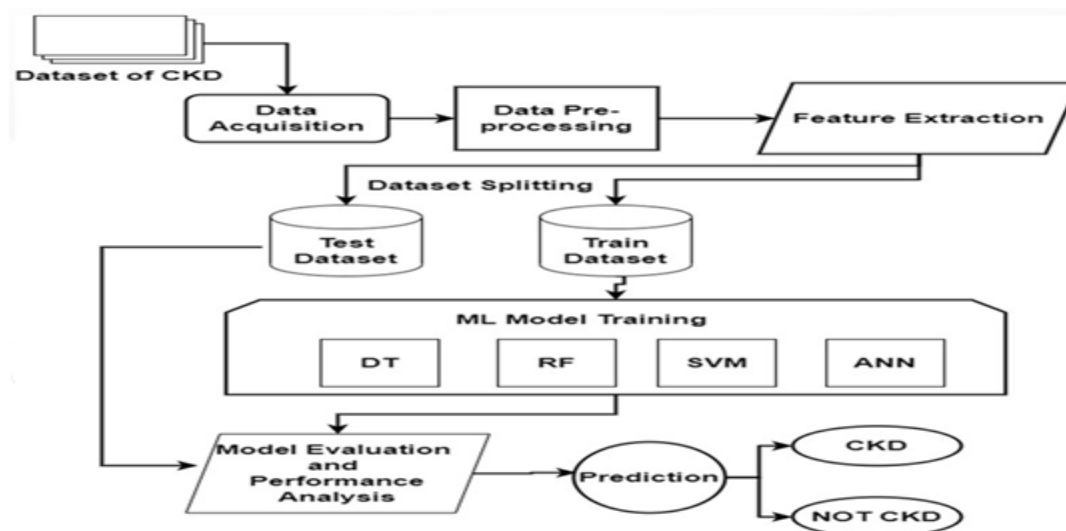 Dataset of CKD
Data
Acquisition
Data Pre-
processing
Feature Extraction
Dataset Splitting
Test
Dataset
Train
Dataset
ML Model Training
DT
RF
SVM
ANN
Model Evaluation
and
Performance
Analysis
Prediction
CKD
NOT CKD